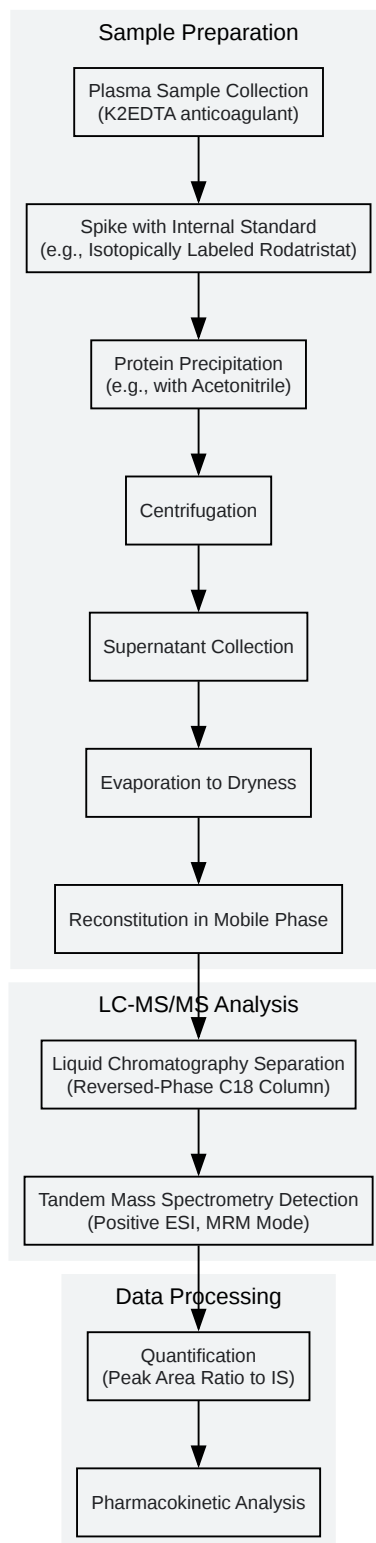 Sample Preparation
Plasma Sample Collection
(K2EDTA anticoagulant)
Spike with Internal Standard
(e.g., Isotopically Labeled Rodatristat)
Protein Precipitation
(e.g., with Acetonitrile)
Centrifugation
Supernatant Collection
Evaporation to Dryness
Reconstitution in Mobile Phase
LC-MS/MS Analysis
Liquid Chromatography Separation
(Reversed-Phase C18 Column)
Tandem Mass Spectrometry Detection
(Positive ESI, MRM Mode)
Data Processing
Quantification
(Peak Area Ratio to IS)
Pharmacokinetic Analysis